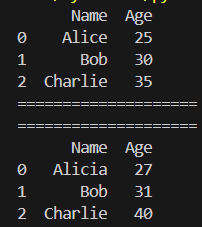 Name Age
0 Alice 25
1 Bob 30
2 Charlie 35
====================
====================
Name Age
0 Alicia 27
1 Bob 31
2 Charlie 40